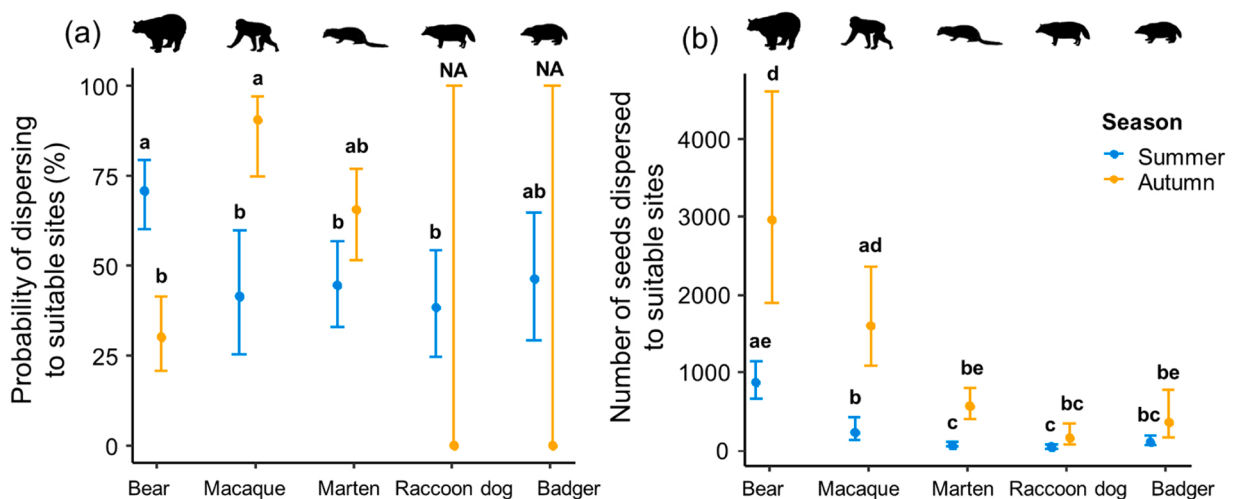 (a)
Probability of dispersing
to suitable sites (%)
100
75
50
25
0
a
b
b
a
b
ab
b
NA
ab
NA
Bear Macaque Marten Raccoon dog Badger
(b)
Number of seeds dispersed
to suitable sites
4000
3000
2000
1000
0
ae
d
b
ad
c
be
c
bc
bc
be
Bear Macaque Marten Raccoon dog Badger
Season
Summer
Autumn